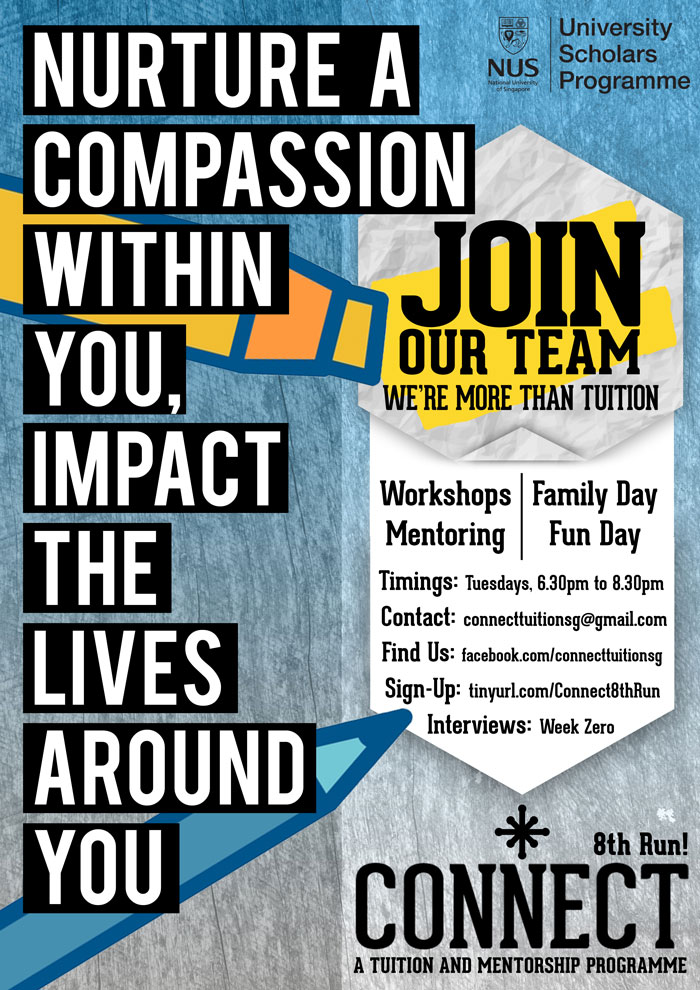 NURTURE A
COMPASSION
WITHIN
YOU,
IMPACT
THE
LIVES
AROUND
YOU
NUS
National University
of Singapore
University
Scholars
Programme
JOIN
OUR TEAM
WE'RE MORE THAN TUITION
Workshops
Mentoring
Family Day
Fun Day
Timings: Tuesdays, 6.30pm to 8.30pm
Contact: connecttuitionsg@gmail.com
Find Us: facebook.com/connecttuitionsg
Sign-Up: tinyurl.com/Connect8thRun
Interviews: Week Zero
8th Run!
CONNECT
A TUITION AND MENTORSHIP PROGRAMME